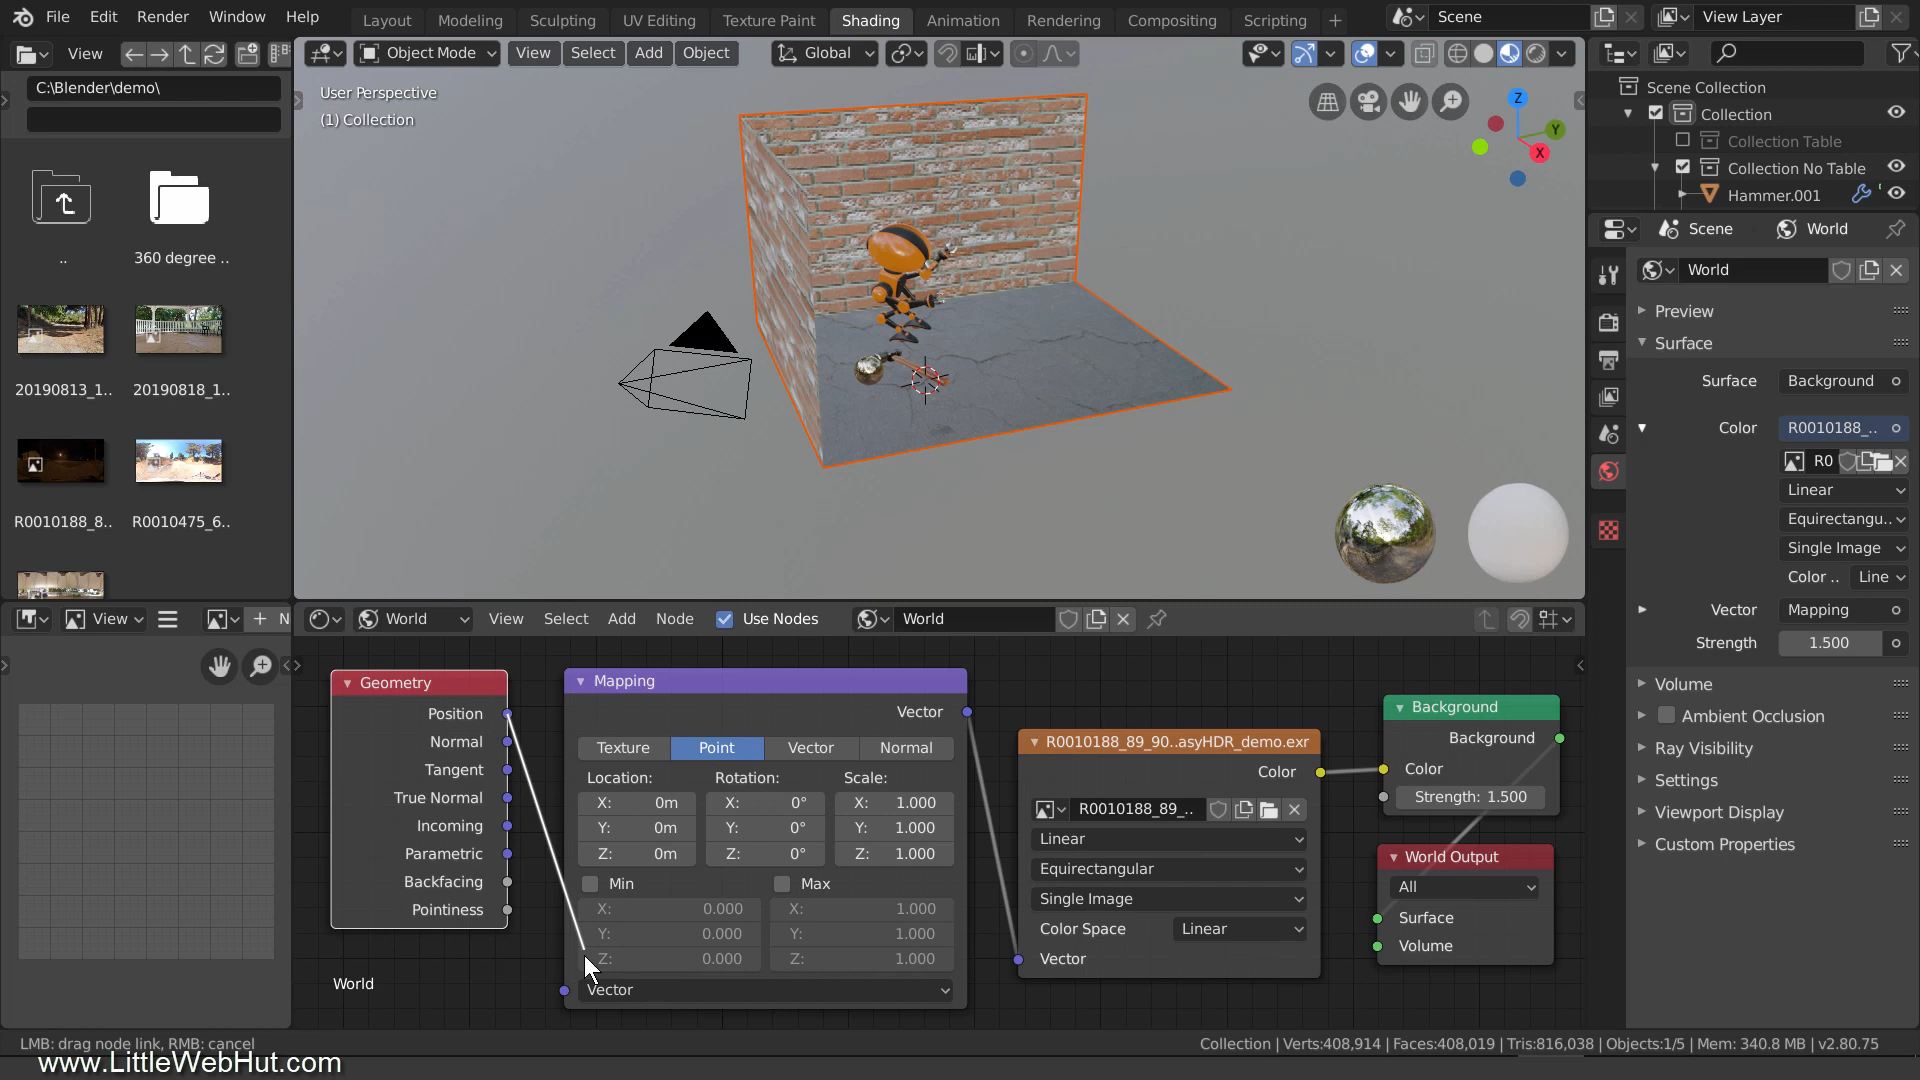 File Edit Render Window Help Layout Modeling Sculpting UV Editing Texture Paint Shading Animation Rendering Compositing Scripting + Scene View Layer
View Object Mode View Select Add Object Global
C:\Blender\demo\
User Perspective
(1) Collection
Z
Y
X
..
360 degree ..
20190813_1..
20190818_1..
R0010188_8..
R0010475_6..
Scene Collection
Collection
Collection Table
Collection No Table
Hammer.001
Scene World
World
Preview
Surface
Surface Background
Color R0010188_..
R0
Linear
Equirectangu..
Single Image
Color .. Line
Vector Mapping
Strength 1.500
Volume
Ambient Occlusion
Ray Visibility
Settings
Viewport Display
Custom Properties
View + N
World View Select Add Node Use Nodes World
Geometry
Position
Normal
Tangent
True Normal
Incoming
Parametric
Backfacing
Pointiness
Mapping
Vector
Texture Point Vector Normal
Location: Rotation: Scale:
X: 0m X: 0° X: 1.000
Y: 0m Y: 0° Y: 1.000
Z: 0m Z: 0° Z: 1.000
Min Max
X: 0.000 X: 1.000
Y: 0.000 Y: 1.000
Z: 0.000 Z: 1.000
Vector
R0010188_89_90..asyHDR_demo.exr
Color
R0010188_89_..
Linear
Equirectangular
Single Image
Color Space Linear
Vector
Background
Background
Color
Strength: 1.500
World Output
All
Surface
Volume
World
LMB: drag node link, RMB: cancel
Collection | Verts:408,914 | Faces:408,019 | Tris:816,038 | Objects:1/5 | Mem: 340.8 MB | v2.80.75
www.LittleWebHut.com